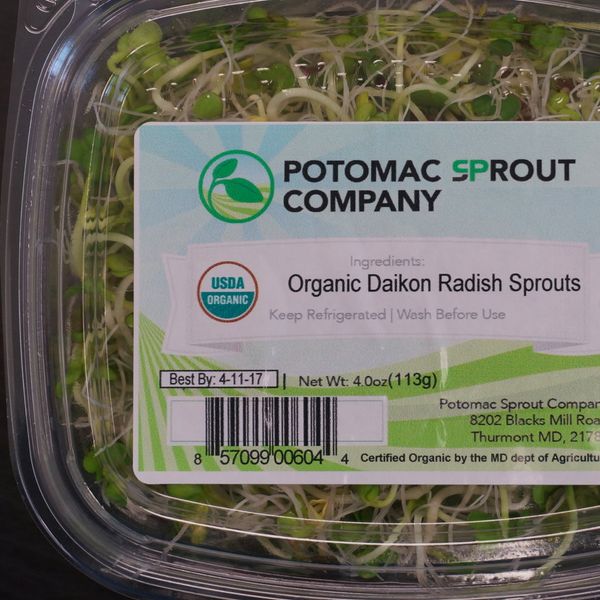 POTOMAC SPROUT
COMPANY
Ingredients:
USDA
ORGANIC
Organic Daikon Radish Sprouts
Keep Refrigerated | Wash Before Use
Best By: 4-11-17 | Net Wt: 4.0oz(113g)
Potomac Sprout Compan
8202 Blacks Mill Roa
Thurmont MD, 2178
8 57099 00604 4
Certified Organic by the MD dept of Agricultu